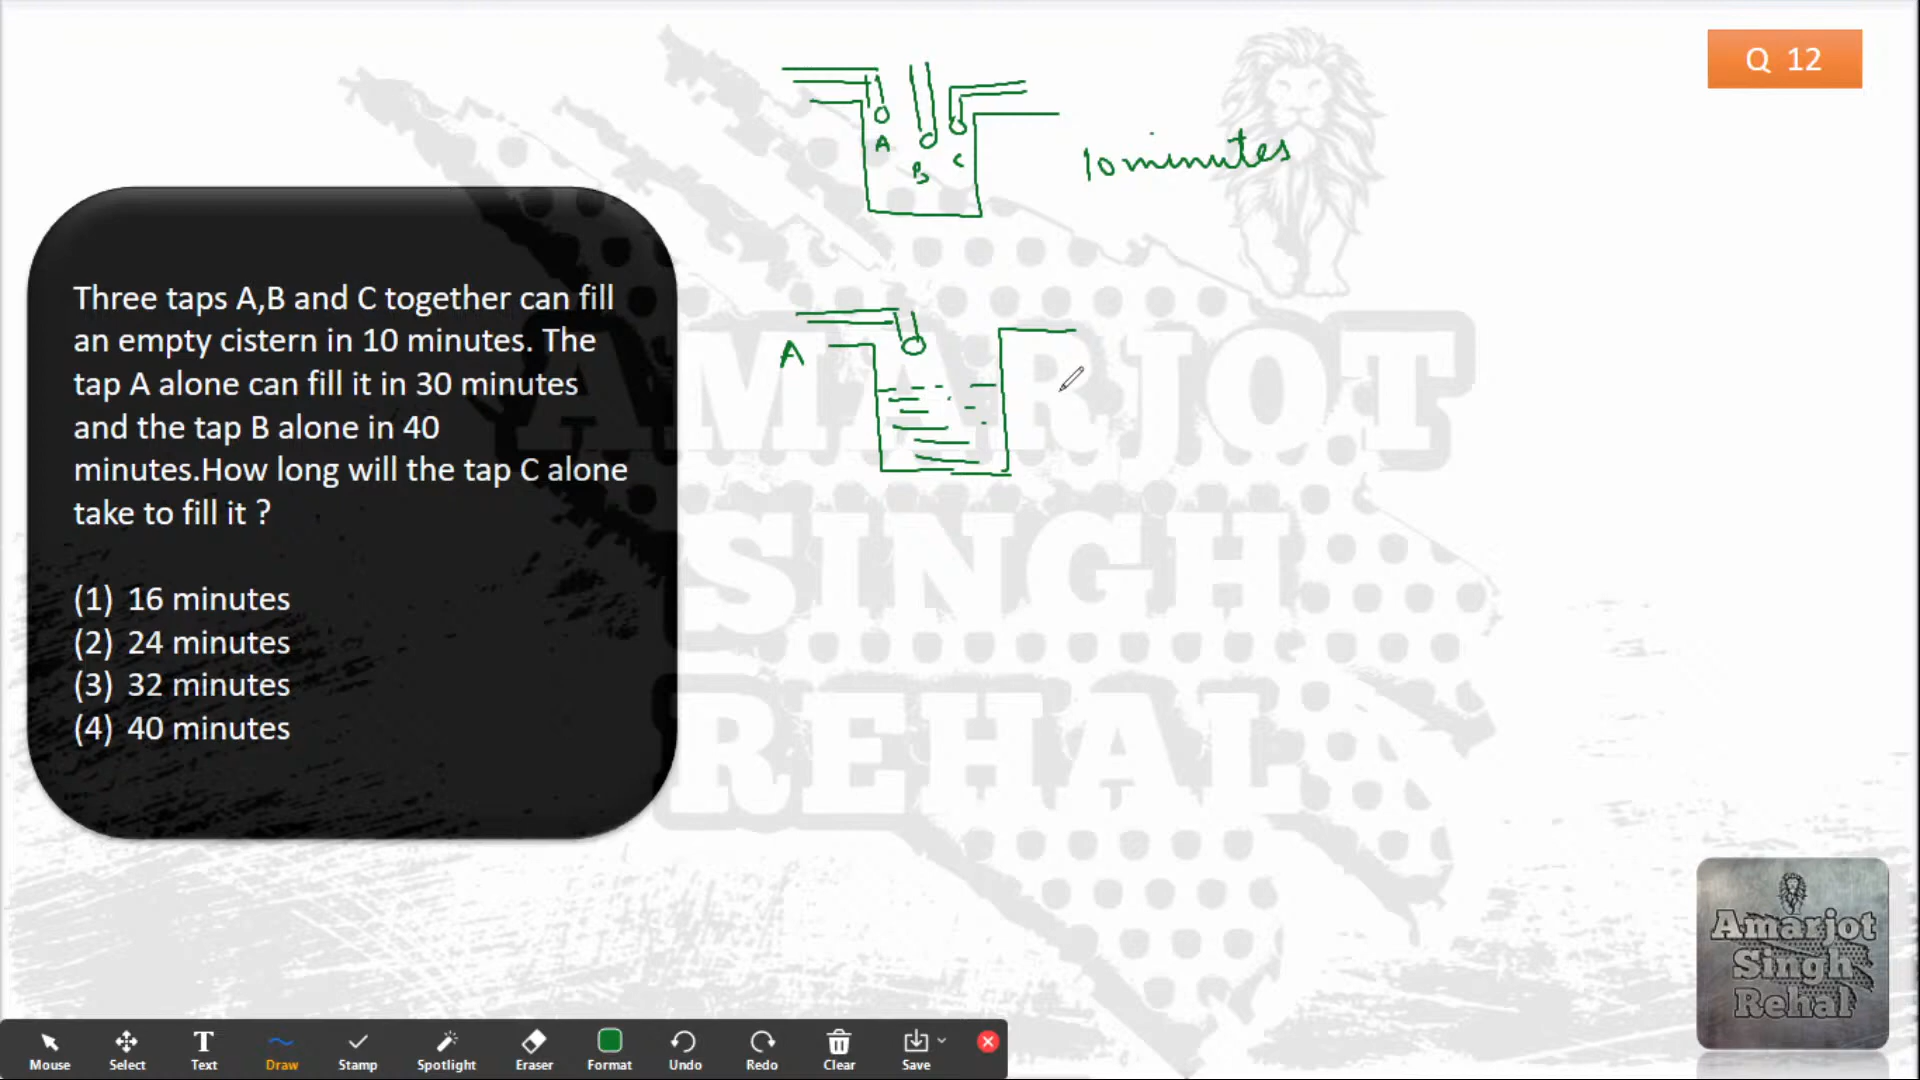 Q 12
A
B
C
10 minutes
Three taps A,B and C together can fill
an empty cistern in 10 minutes. The
tap A alone can fill it in 30 minutes
and the tap B alone in 40
minutes.How long will the tap C alone
take to fill it ?
(1) 16 minutes
(2) 24 minutes
(3) 32 minutes
(4) 40 minutes
A
AMARJOT
SINGH
REHAL
Amarjot
Singh
Rehal
Mouse
Select
Text
Draw
Stamp
Spotlight
Eraser
Format
Undo
Redo
Clear
Save